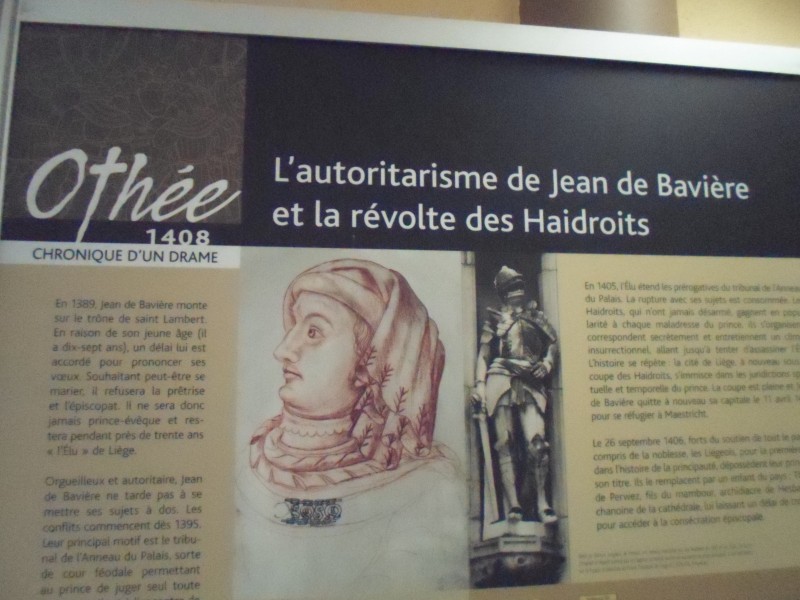 Othée
1408
CHRONIQUE D'UN DRAME
L'autoritarisme de Jean de Bavière
et la révolte des Haidroits
En 1389, Jean de Bavière monte
sur le trône de saint Lambert.
En raison de son jeune âge (il
a dix-sept ans), un délai lui est
accordé pour prononcer ses
vœux. Souhaitant peut-être se
marier, il refusera la prêtrise
et l'épiscopat. Il ne sera donc
jamais prince-évêque et res-
tera pendant près de trente ans
« l'Élu » de Liège.
Orgueilleux et autoritaire, Jean
de Bavière ne tarde pas à se
mettre ses sujets à dos. Les
conflits commencent dès 1395.
Leur principal motif est le tribu-
nal de l'Anneau du Palais, sorte
de cour féodale permettant
au prince de juger seul toute
En 1405, l'Élu étend les prérogatives du tribunal de l'Anneau
du Palais. La rupture avec ses sujets est consommée. Les
Haidroits, qui n'ont jamais désarmé, gagnent en popu-
larité à chaque maladresse du prince. Ils s'organisent,
correspondent secrètement et entretiennent un
insurrectionnel, allant jusqu'à tenter d'assassiner
L'histoire se répète : la cité de Liège, à nouveau sous
coupe des Haidroits, s'immisce dans les juridictions
tuelle et temporelle du prince. La coupe est pleine et
de Bavière quitte à nouveau sa capitale le 11 avril
pour se réfugier à Maestricht.
Le 26 septembre 1406, forts du soutien de tout le
compris de la noblesse, les Liégeois, pour la première
dans l'histoire de la principauté, dépossèdent leur
son titre. Ils le remplacent par un enfant du pays :
de Perwez, fils du mambour, archidiacre de Hesbaye
chanoine de la cathédrale, lui laissant un délai de
pour accéder à la consécration épiscopale.